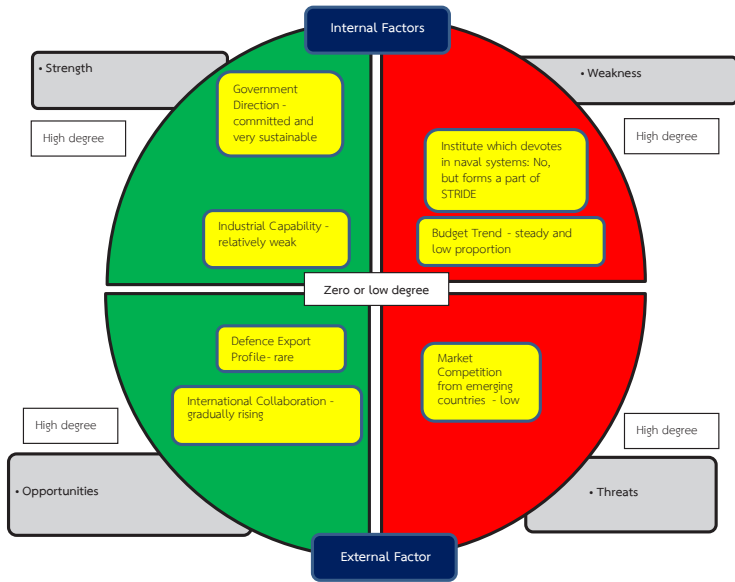 Internal Factors
• Strength
• Weakness
Government
Direction -
committed and
very sustainable
High degree
High degree
Institute which devotes
in naval systems: No,
but forms a part of
STRIDE
Industrial Capability -
relatively weak
Budget Trend - steady and
low proportion
Zero or low degree
Defence Export
Profile- rare
Market
Competition
from emerging
countries - low
International Collaboration -
gradually rising
High degree
High degree
• Opportunities
• Threats
External Factor